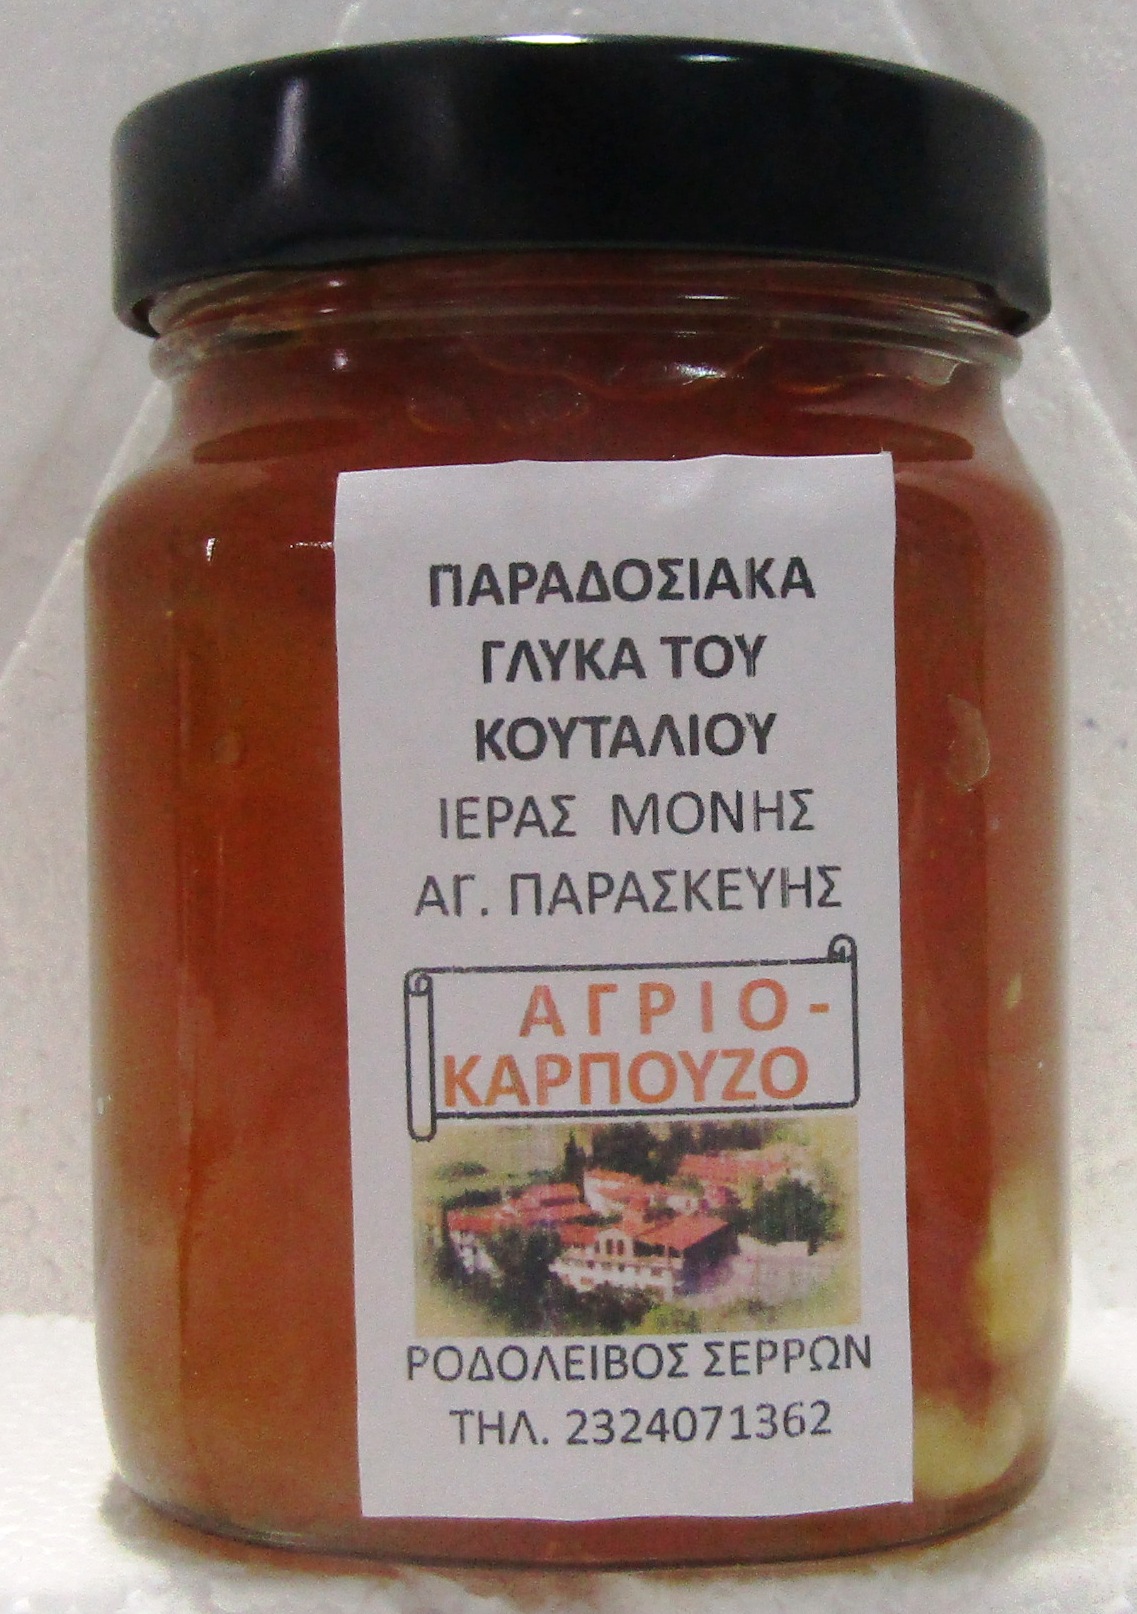 ΠΑΡΑΔΟΣΙΑΚΑ
ΓΛΥΚΑ ΤΟΥ
ΚΟΥΤΑΛΙΟΥ
ΙΕΡΑΣ ΜΟΝΗΣ
ΑΓ. ΠΑΡΑΣΚΕΥΗΣ
ΑΓΡΙΟ-
ΚΑΡΠΟΥΖΟ
ΡΟΔΟΛΕΙΒΟΣ ΣΕΡΡΩΝ
ΤΗΛ. 2324071362